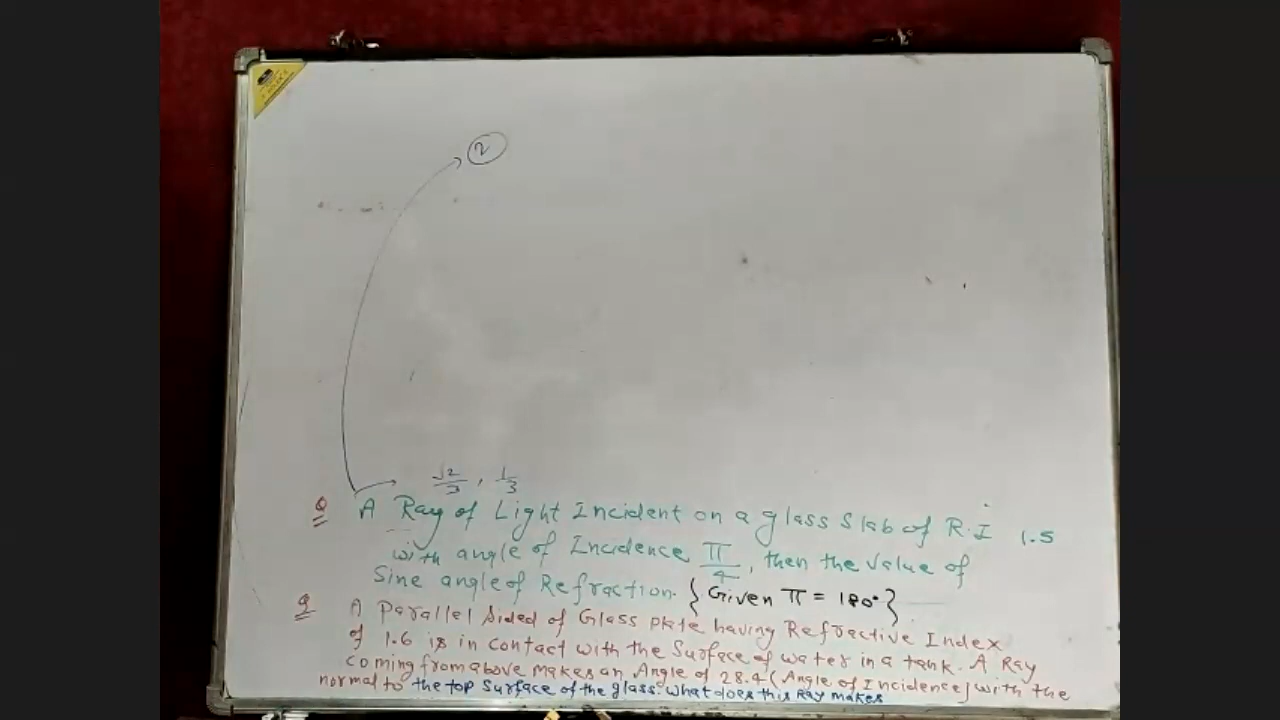 2
√2/3, 1/3
Q A Ray of Light Incident on a glass slab of R.I 1.5
with angle of Incidence π/4, then the value of
Sine angle of Refraction. {Given π = 180°}
Q A parallel sided of Glass plate having Refractive Index
of 1.6 is in contact with the surface of water in a tank. A Ray
coming from above makes an Angle of 28.4 (Angle of Incidence) with the
normal to the top surface of the glass. what does this Ray makes